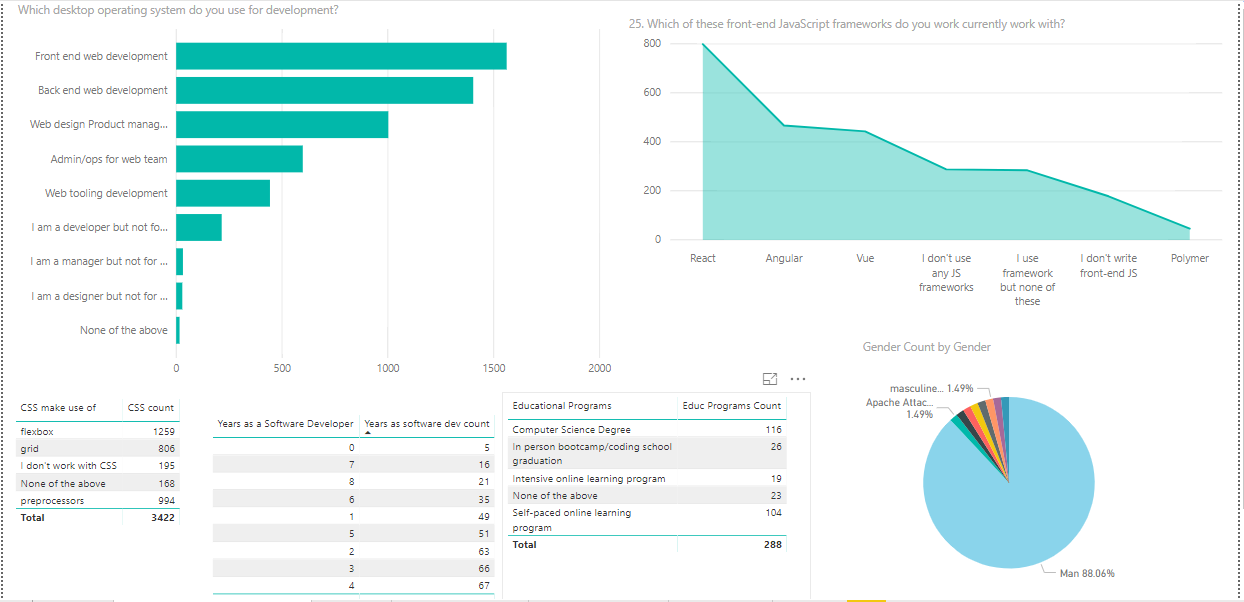 Which desktop operating system do you use for development?
Front end web development
Back end web development
Web design Product manag...
Admin/ops for web team
Web tooling development
I am a developer but not fo...
I am a manager but not for ...
I am a designer but not for ...
None of the above
0 500 1000 1500 2000
25. Which of these front-end JavaScript frameworks do you work currently work with?
800
600
400
200
0
React Angular Vue I don't use I use I don't write Polymer
any JS framework front-end JS
frameworks but none of
these
CSS make use of CSS count
flexbox 1259
grid 806
I don't work with CSS 195
None of the above 168
preprocessors 994
Total 3422
Years as a Software Developer Years as software dev count
0 5
7 16
8 21
6 35
1 49
5 51
2 63
3 66
4 67
Educational Programs Educ Programs Count
Computer Science Degree 116
In person bootcamp/coding school 26
graduation
Intensive online learning program 19
None of the above 23
Self-paced online learning 104
program
Total 288
Gender Count by Gender
masculine... 1.49%
Apache Attac...
1.49%
Man 88.06%